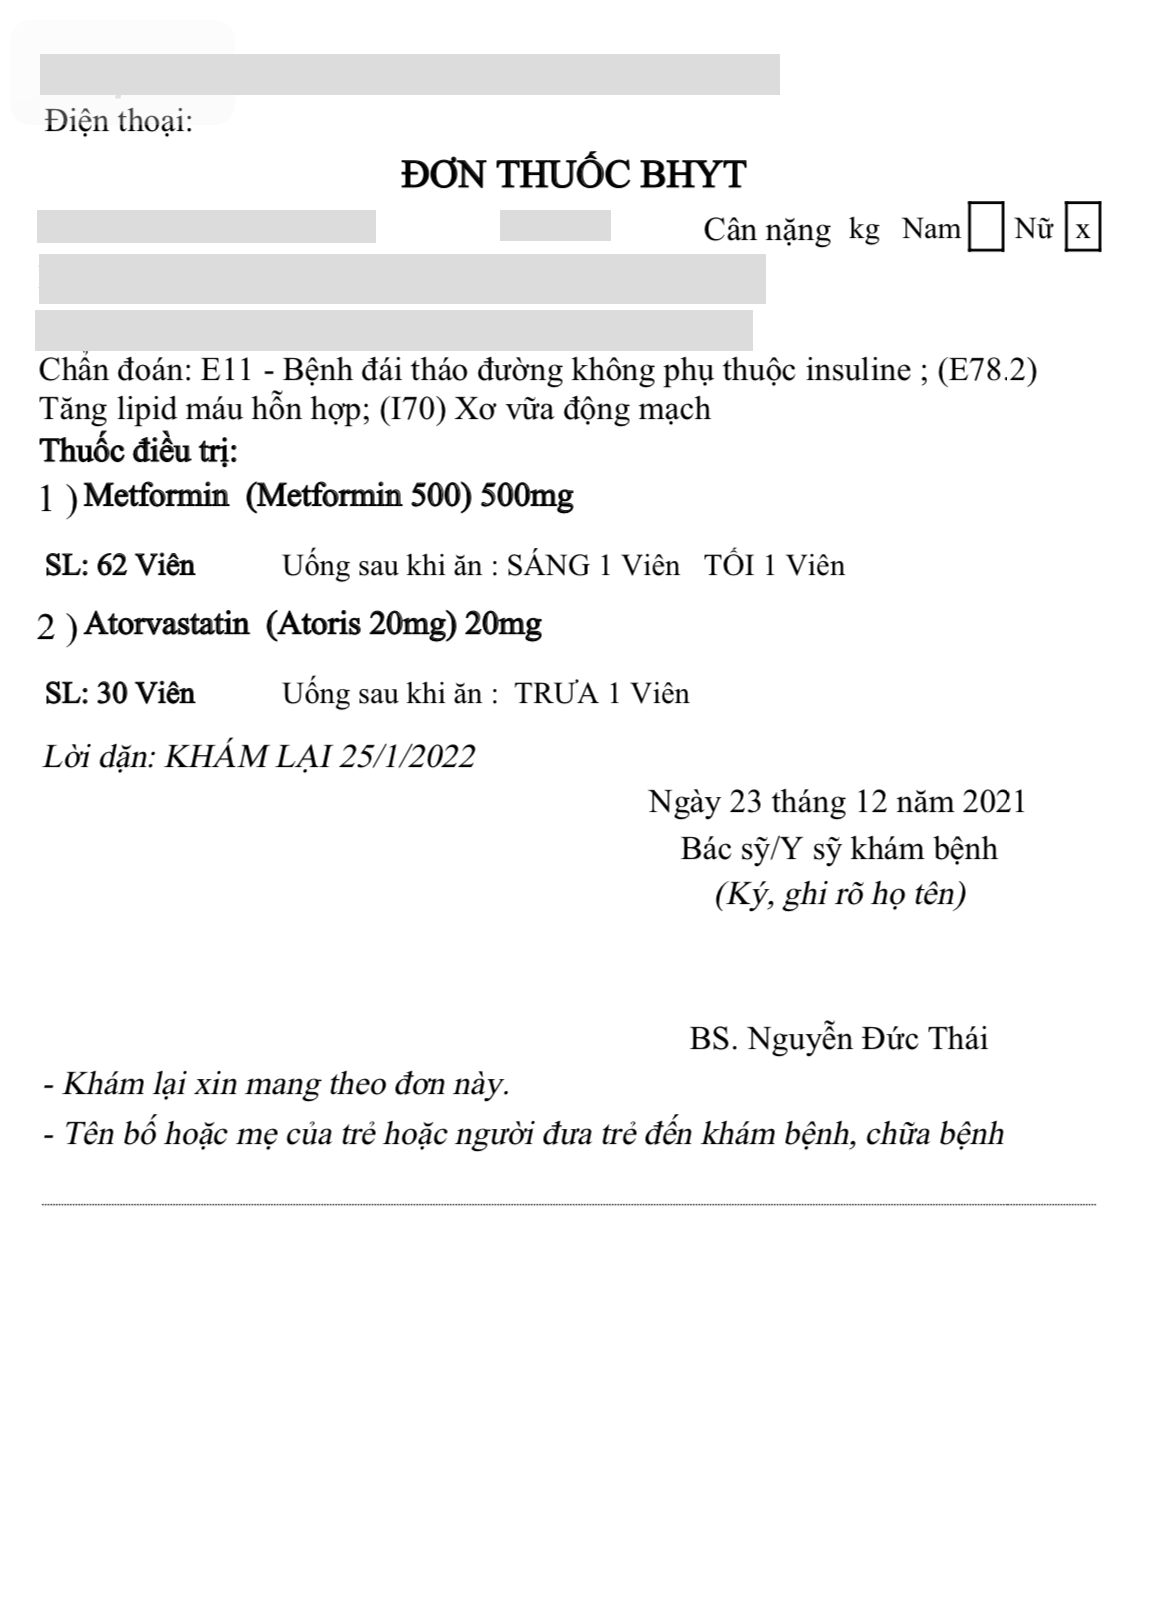 Điện thoại:
ĐƠN THUỐC BHYT
Cân nặng kg Nam Nữ x
Chẩn đoán: E11 - Bệnh đái tháo đường không phụ thuộc insuline ; (E78.2)
Tăng lipid máu hỗn hợp; (I70) Xơ vữa động mạch
Thuốc điều trị:
1 ) Metformin (Metformin 500) 500mg
SL: 62 Viên Uống sau khi ăn : SÁNG 1 Viên TỐI 1 Viên
2 ) Atorvastatin (Atoris 20mg) 20mg
SL: 30 Viên Uống sau khi ăn : TRƯA 1 Viên
Lời dặn: KHÁM LẠI 25/1/2022
Ngày 23 tháng 12 năm 2021
Bác sỹ/Y sỹ khám bệnh
(Ký, ghi rõ họ tên)
BS. Nguyễn Đức Thái
- Khám lại xin mang theo đơn này.
- Tên bố hoặc mẹ của trẻ hoặc người đưa trẻ đến khám bệnh, chữa bệnh